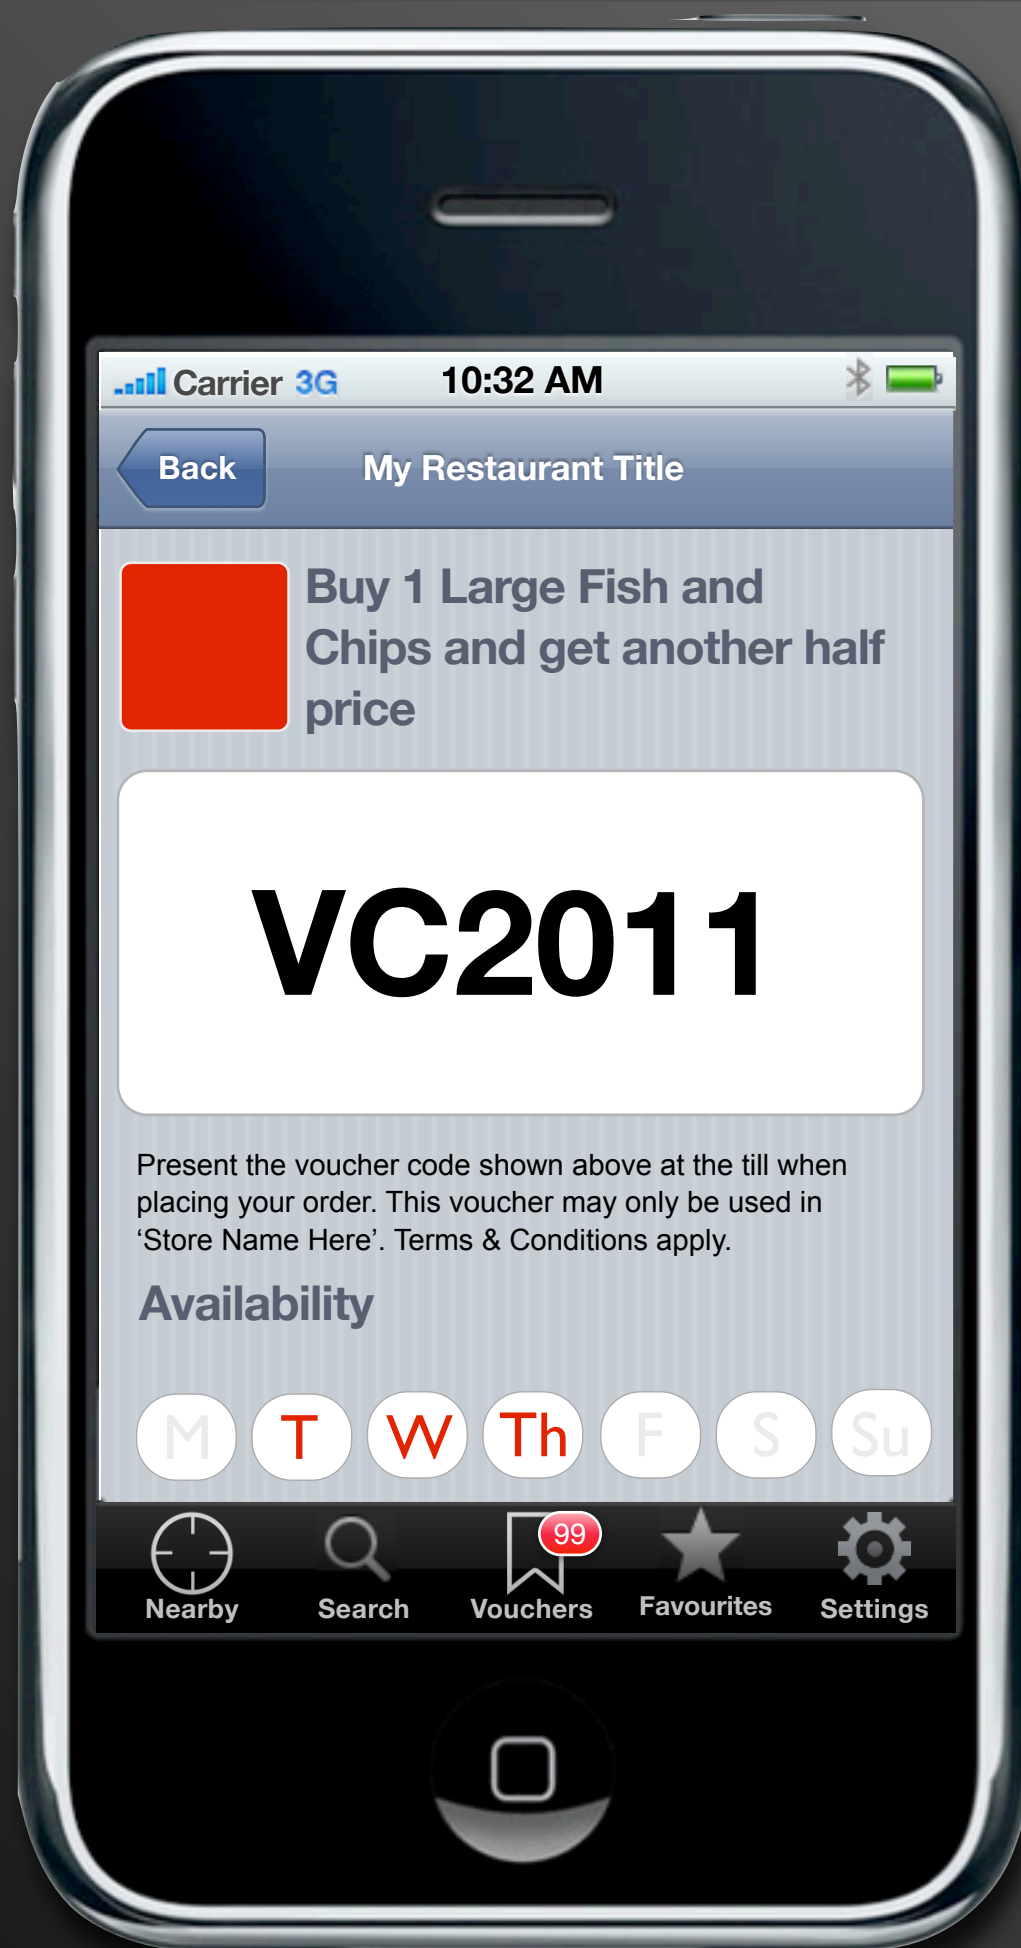 Carrier 3G 10:32 AM
Back My Restaurant Title
Buy 1 Large Fish and
Chips and get another half
price
VC2011
Present the voucher code shown above at the till when
placing your order. This voucher may only be used in
‘Store Name Here’. Terms & Conditions apply.
Availability
M T W Th F S Su
99
Nearby Search Vouchers Favourites Settings